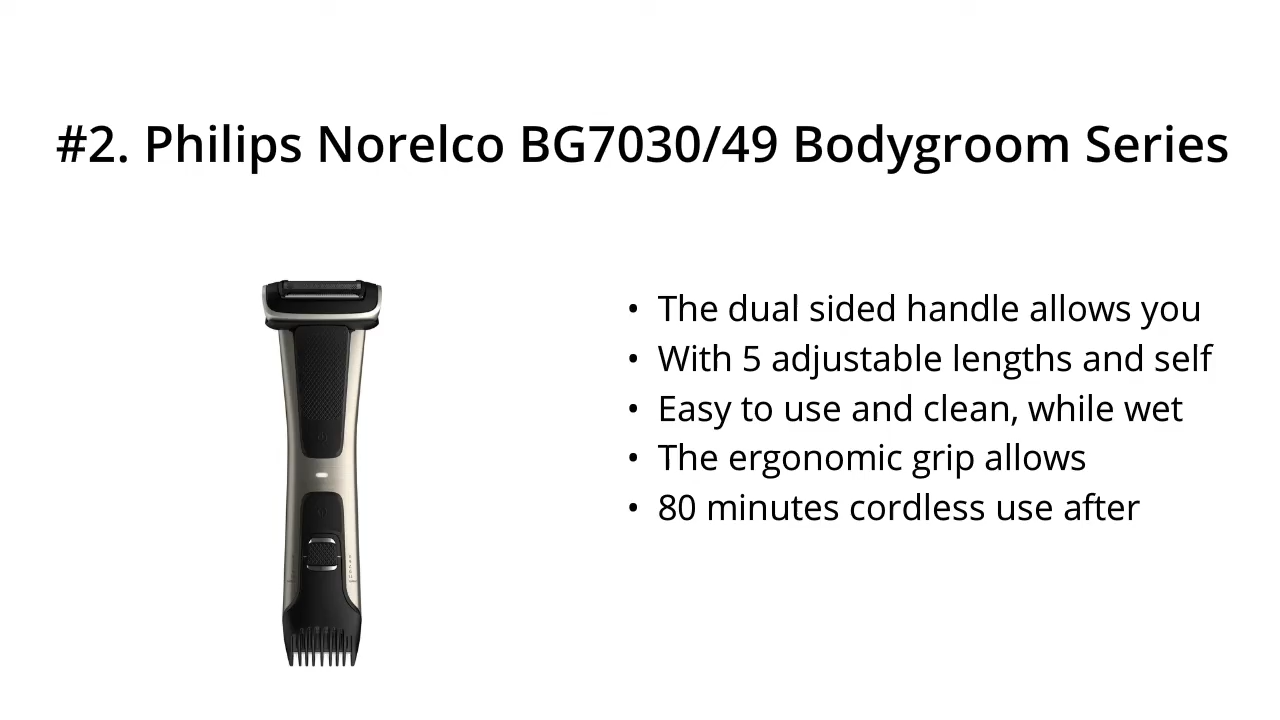 #2. Philips Norelco BG7030/49 Bodygroom Series
• The dual sided handle allows you
• With 5 adjustable lengths and self
• Easy to use and clean, while wet
• The ergonomic grip allows
• 80 minutes cordless use after